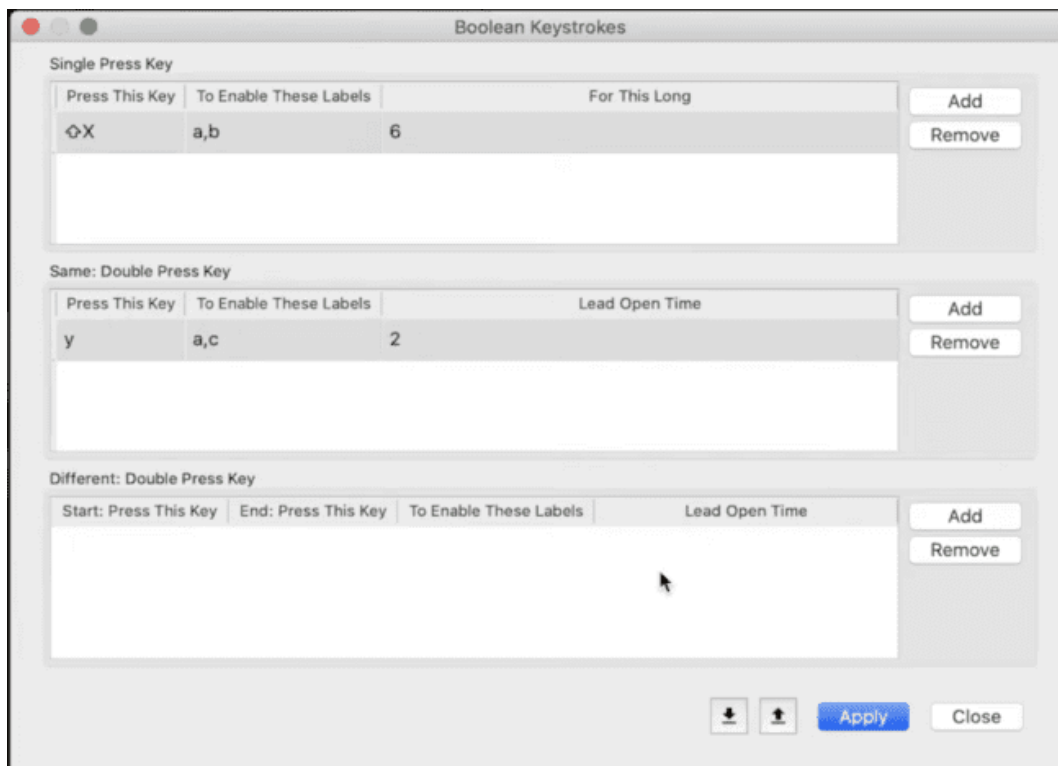 Boolean Keystrokes
Single Press Key
Press This Key To Enable These Labels For This Long
⇧X a,b 6
Add
Remove
Same: Double Press Key
Press This Key To Enable These Labels Lead Open Time
y a,c 2
Add
Remove
Different: Double Press Key
Start: Press This Key End: Press This Key To Enable These Labels Lead Open Time
Add
Remove
Apply Close